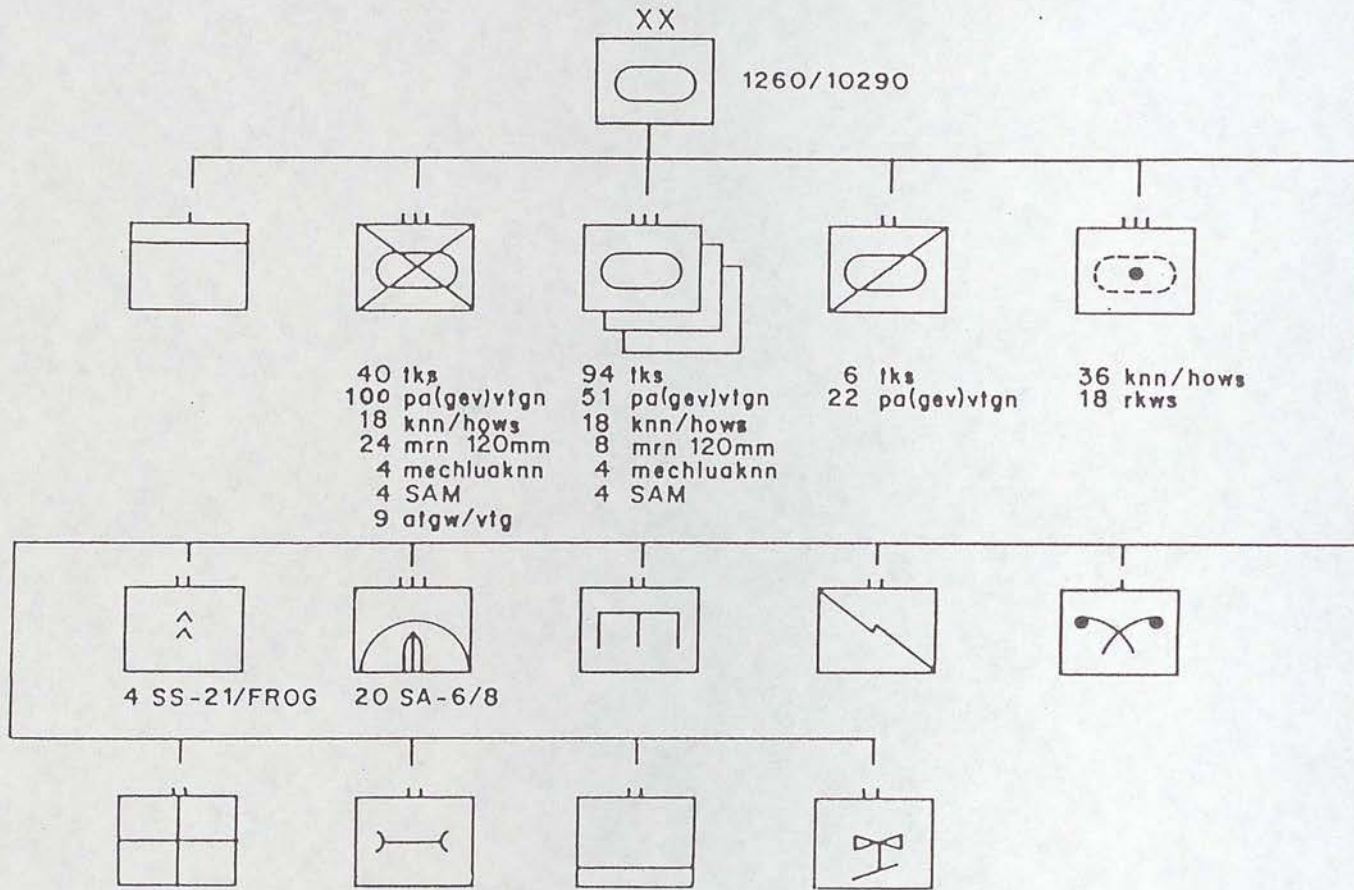 XX
1260/10290
40 tks
100 pa(gev)vtgn
18 knn/hows
24 mrn 120mm
4 mechluaknn
4 SAM
9 atgw/vtg
94 tks
51 pa(gev)vtgn
18 knn/hows
8 mrn 120mm
4 mechluaknn
4 SAM
6 tks
22 pa(gev)vtgn
36 knn/hows
18 rkws
4 SS-21/FROG
20 SA-6/8